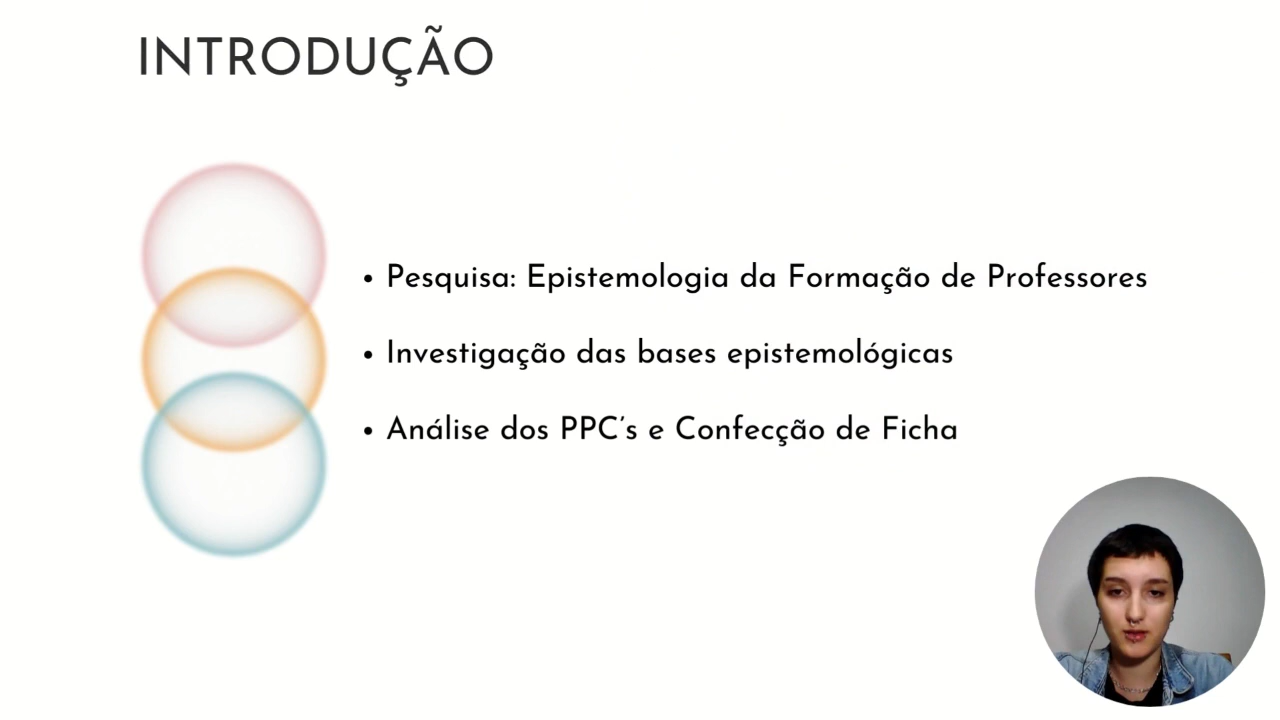 INTRODUÇÃO
• Pesquisa: Epistemologia da Formação de Professores
• Investigação das bases epistemológicas
• Análise dos PPC’s e Confecção de Ficha